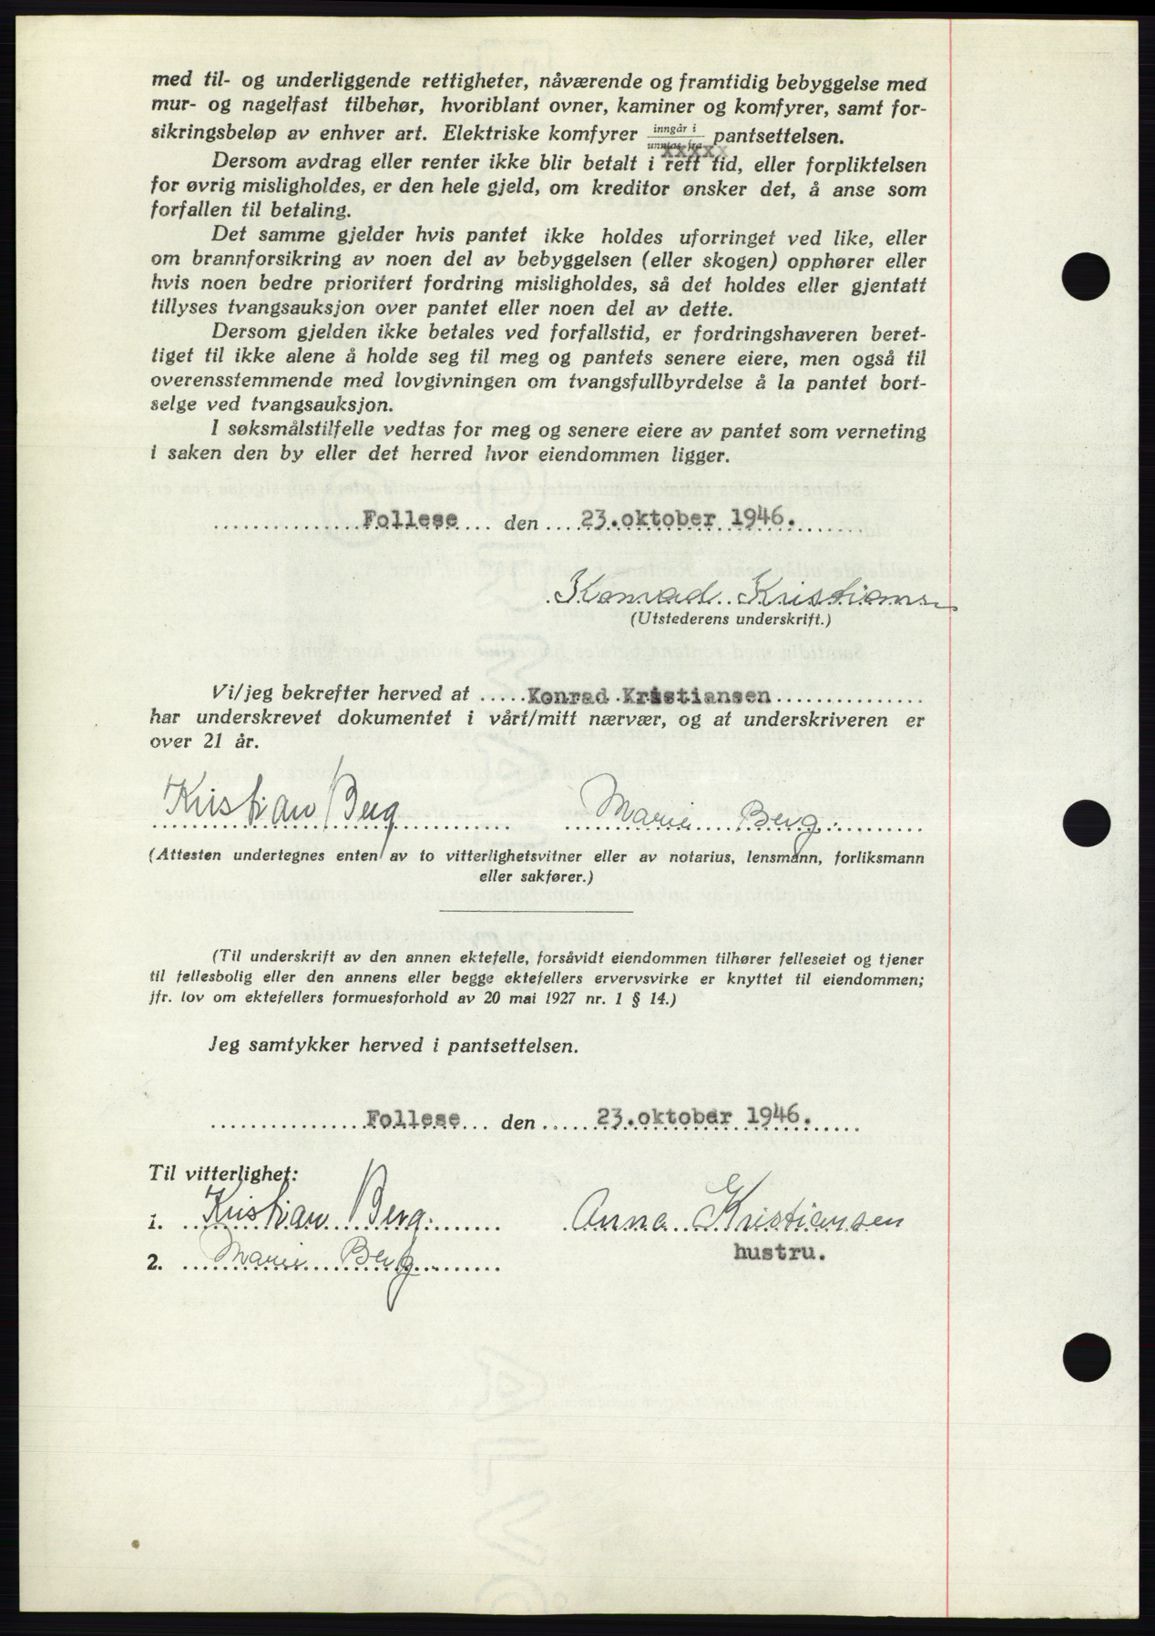 med til- og underliggende rettigheter, nåværende og framtidig bebyggelse med
mur- og nagelfast tilbehør, hvoriblant ovner, kaminer og komfyrer, samt for-
sikringsbeløp av enhver art. Elektriske komfyrer inngår i / unntas fra pantsettelsen.
xxxxx
Dersom avdrag eller renter ikke blir betalt i rett tid, eller forpliktelsen
for øvrig misligholdes, er den hele gjeld, om kreditor ønsker det, å anse som
forfallen til betaling.
Det samme gjelder hvis pantet ikke holdes uforringet ved like, eller
om brannforsikring av noen del av bebyggelsen (eller skogen) opphører eller
hvis noen bedre prioritert fordring misligholdes, så det holdes eller gjentatt
tillyses tvangsauksjon over pantet eller noen del av dette.
Dersom gjelden ikke betales ved forfallstid, er fordringshaveren beret-
tiget til ikke alene å holde seg til meg og pantets senere eiere, men også til
overensstemmende med lovgivningen om tvangsfullbyrdelse å la pantet bort-
selge ved tvangsauksjon.
I søksmålstilfelle vedtas for meg og senere eiere av pantet som verneting
i saken den by eller det herred hvor eiendommen ligger.
Follese den 23.oktober 1946.
Konrad Kristiansen
(Utstederens underskrift.)
Vi/jeg bekrefter herved at Konrad Kristiansen
har underskrevet dokumentet i vårt/mitt nærvær, og at underskriveren er
over 21 år.
Kristian Berg Marie Berg
(Attesten undertegnes enten av to vitterlighetsvitner eller av notarius, lensmann, forliksmann
eller sakfører.)
(Til underskrift av den annen ektefelle, forsåvidt eiendommen tilhører felleseiet og tjener
til fellesbolig eller den annens eller begge ektefellers ervervsvirke er knyttet til eiendommen;
jfr. lov om ektefellers formuesforhold av 20 mai 1927 nr. 1 § 14.)
Jeg samtykker herved i pantsettelsen.
Follese den 23.oktober 1946.
Til vitterlighet:
1. Kristian Berg. Anna Kristiansen
hustru.
2. Marie Berg